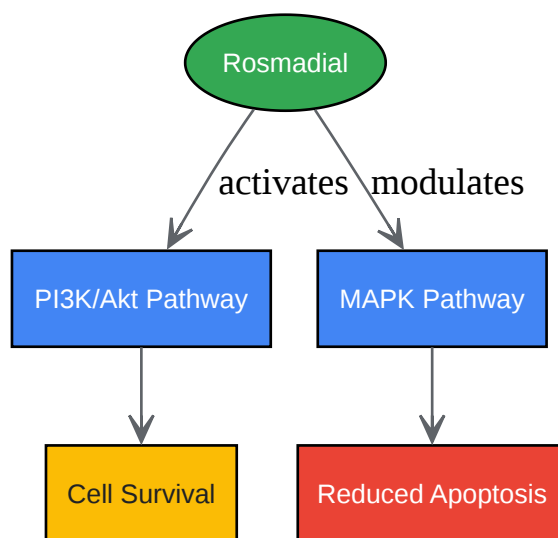 Rosmadial
activates modulates
PI3K/Akt Pathway
MAPK Pathway
Cell Survival
Reduced Apoptosis